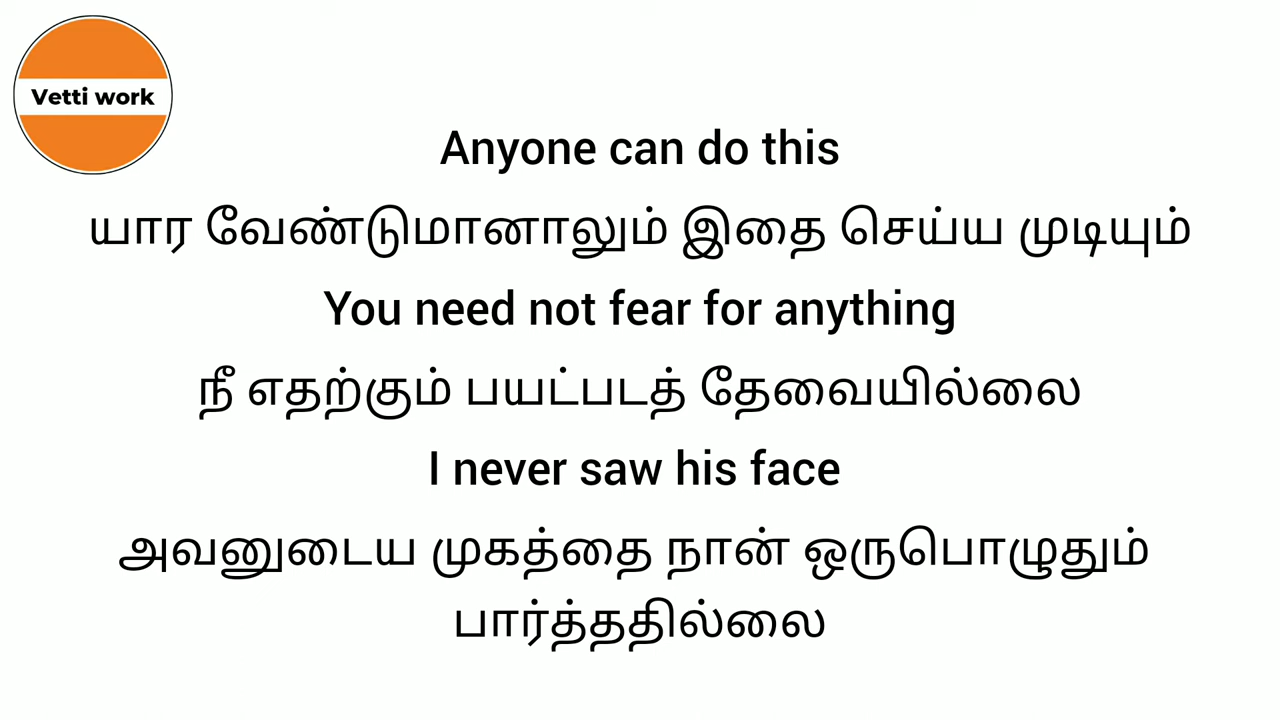 Vetti work
Anyone can do this
யார வேண்டுமானாலும் இதை செய்ய முடியும்
You need not fear for anything
நீ எதற்கும் பயட்படத் தேவையில்லை
I never saw his face
அவனுடைய முகத்தை நான் ஒருபொழுதும்
பார்த்ததில்லை